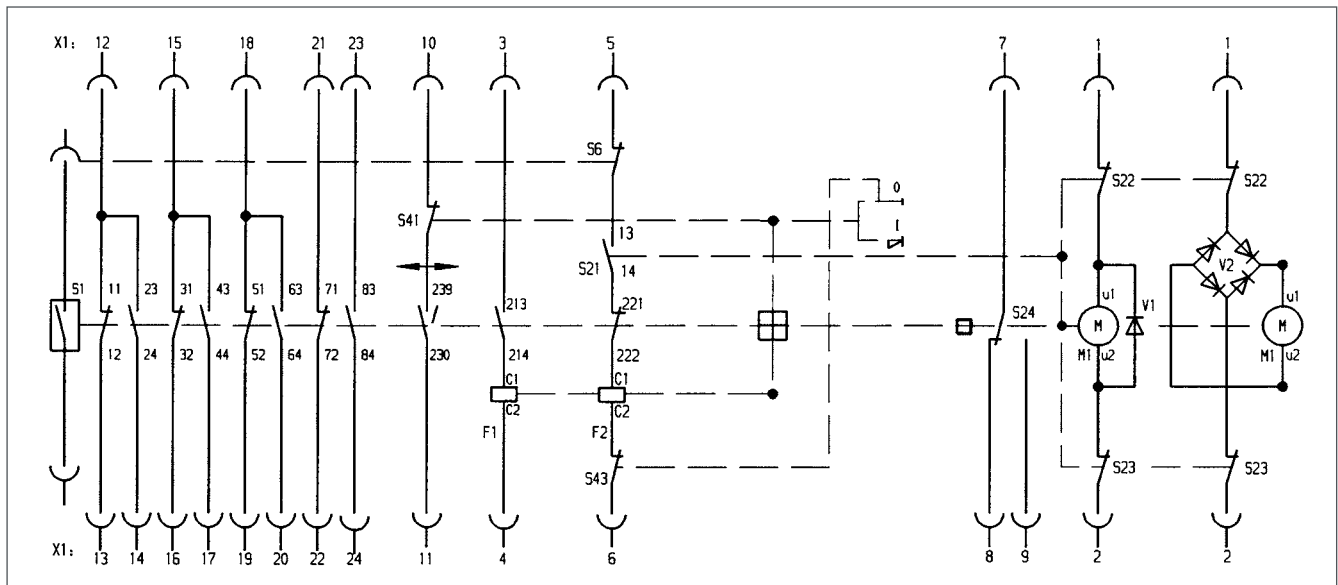 X1: 12 15 18 21 23 10 3 5 7 1 1
S6
0
S22 S22
I
S41
13
S21 14
V2
S1 11 23 31 43 51 63 71 83 239 213 221
S24
u1 V1 u1
M M
12 24 32 44 52 64 72 84 230 214 222
M1 u2 M1 u2
C1 C1
C2 C2
F1 F2
S43
S23 S23
X1: 13 14 16 17 19 20 22 24 11 4 6 8 9 2 2